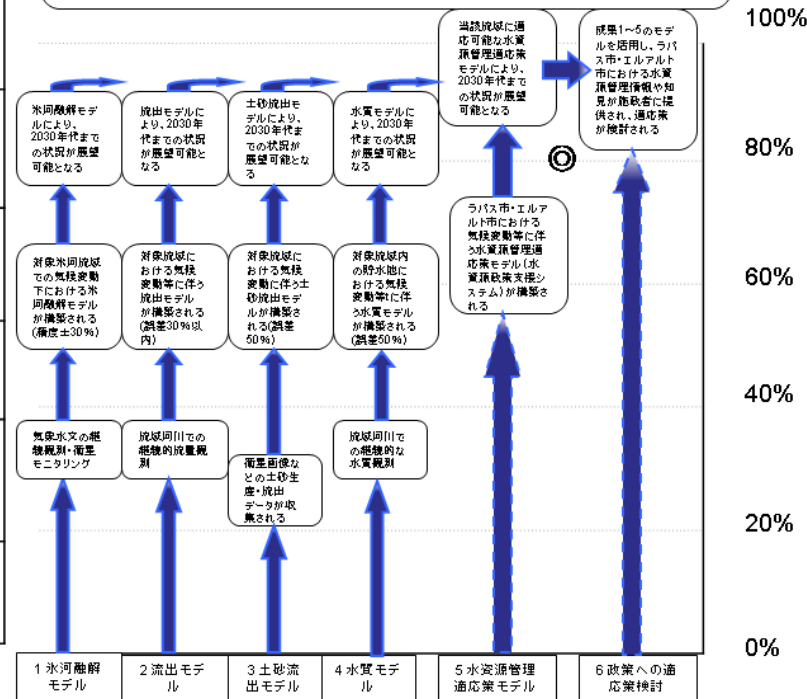 100%
80%
60%
40%
20%
0%
氷河融解モデ
ルにより、
2030年代まで
の状況が展望
可能となる
流出モデルに
より、2030年
代までの状況
が展望可能と
なる
土砂流出モ
デルにより、
2030年代ま
での状況が
展望可能とな
る
水質モデルに
より、2030年
代までの状況
が展望可能と
なる
当該流域に適
応可能な水資
源管理適応策
モデルにより、
2030年代まで
の状況が展望
可能となる
成果1～5のモデ
ルを活用し、ラパ
ス市・エルアルト
市における水資
源管理情報や知
見が施政者に提
供され、適応策
が検討される
◎
対象氷河流域
での気候変動
下における氷
河融解モデル
が構築される
(精度±30%)
対象流域に
おける気候
変動等に伴う
流出モデル
が構築される
(誤差30%以
内)
対象流域に
おける気候
変動に伴う土
砂流出モデ
ルが構築さ
れる(誤差
50%)
対象流域内
の貯水池に
おける気候
変動等tに伴
う水質モデル
が構築される
(誤差50%)
ラパス市・エルア
ルト市における
気候変動等に伴
う水資源管理適
応策モデル(水
資源政策支援シ
ステム)が構築さ
れる
気象水文の継
続観測・衛星
モニタリング
流域河川での
継続的流量観
測
衛星画像な
どの土砂生
産・流出
データが収
集される
流域河川で
の継続的な
水質観測
1 氷河融解
モデル
2 流出モデ
ル
3 土砂流
出モデル
4 水質モデ
ル
5 水資源管理
適応策モデル
6 政策への適
応策検討